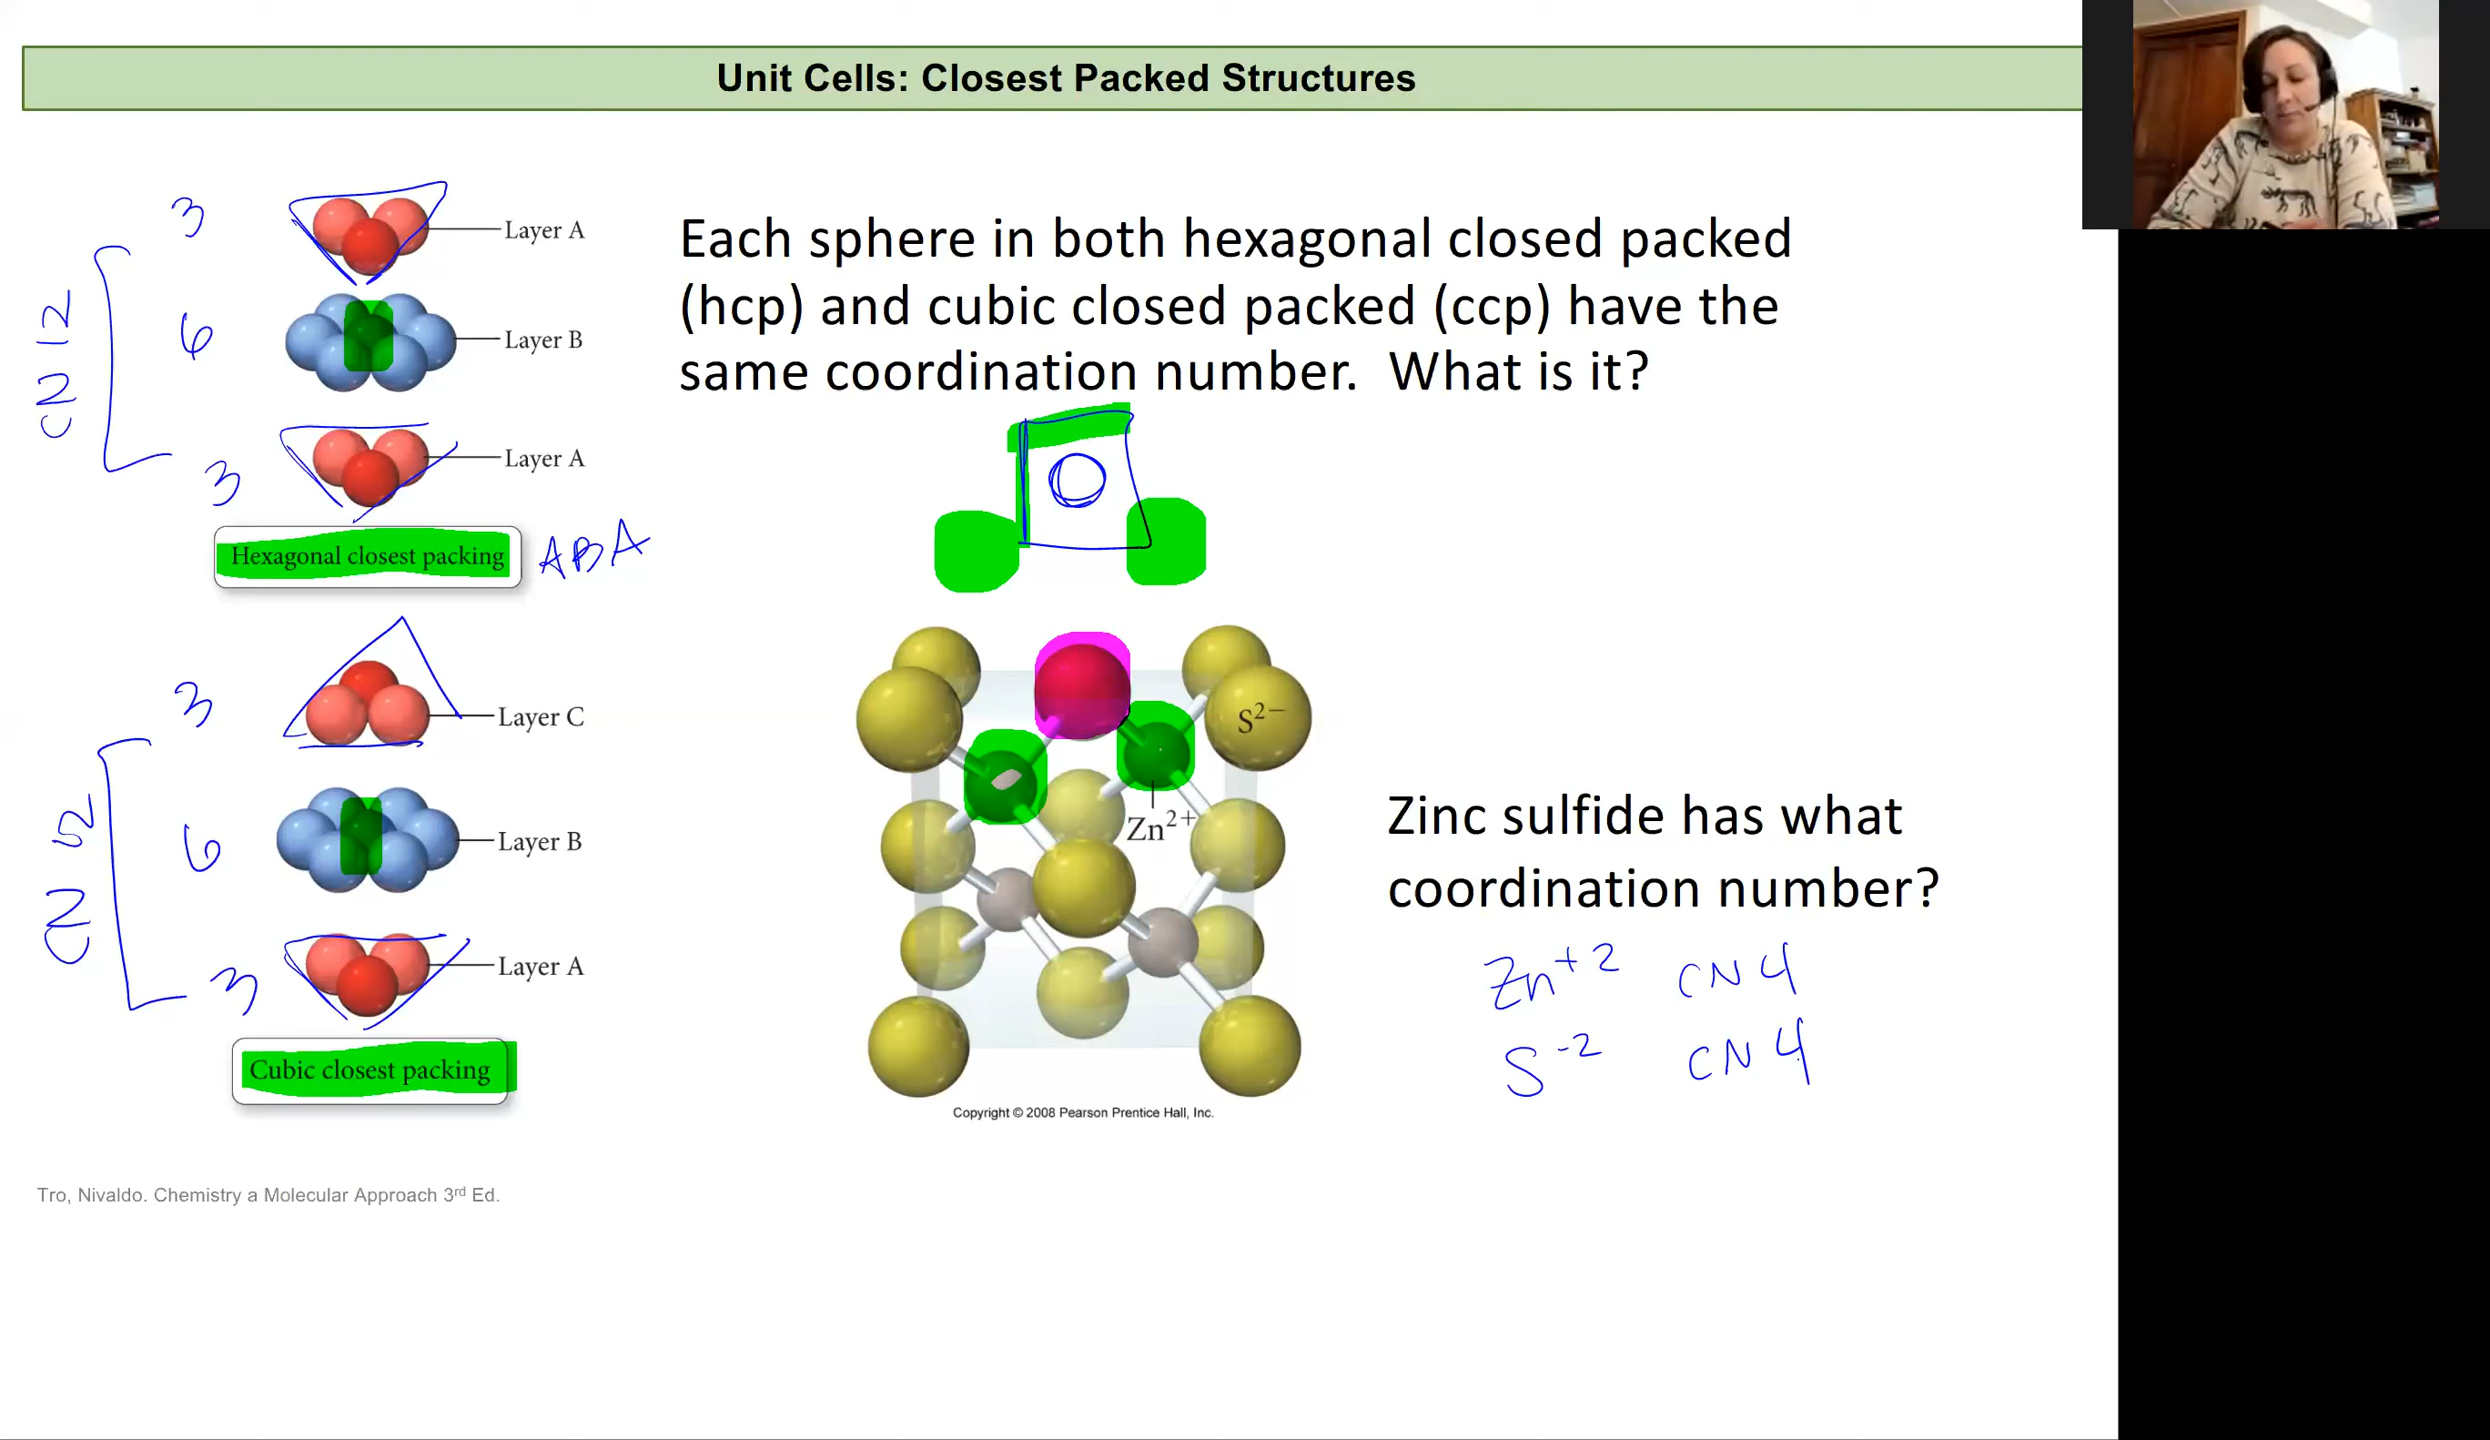 Unit Cells: Closest Packed Structures
3
Layer A
CN 12
6
Layer B
3
Layer A
Hexagonal closest packing
ABA
Each sphere in both hexagonal closed packed
(hcp) and cubic closed packed (ccp) have the
same coordination number. What is it?
3
Layer C
CN 12
6
Layer B
3
Layer A
Cubic closest packing
S²⁻
Zn²⁺
Copyright © 2008 Pearson Prentice Hall, Inc.
Zinc sulfide has what
coordination number?
Zn⁺² CN 4
S⁻² CN 4
Tro, Nivaldo. Chemistry a Molecular Approach 3rd Ed.